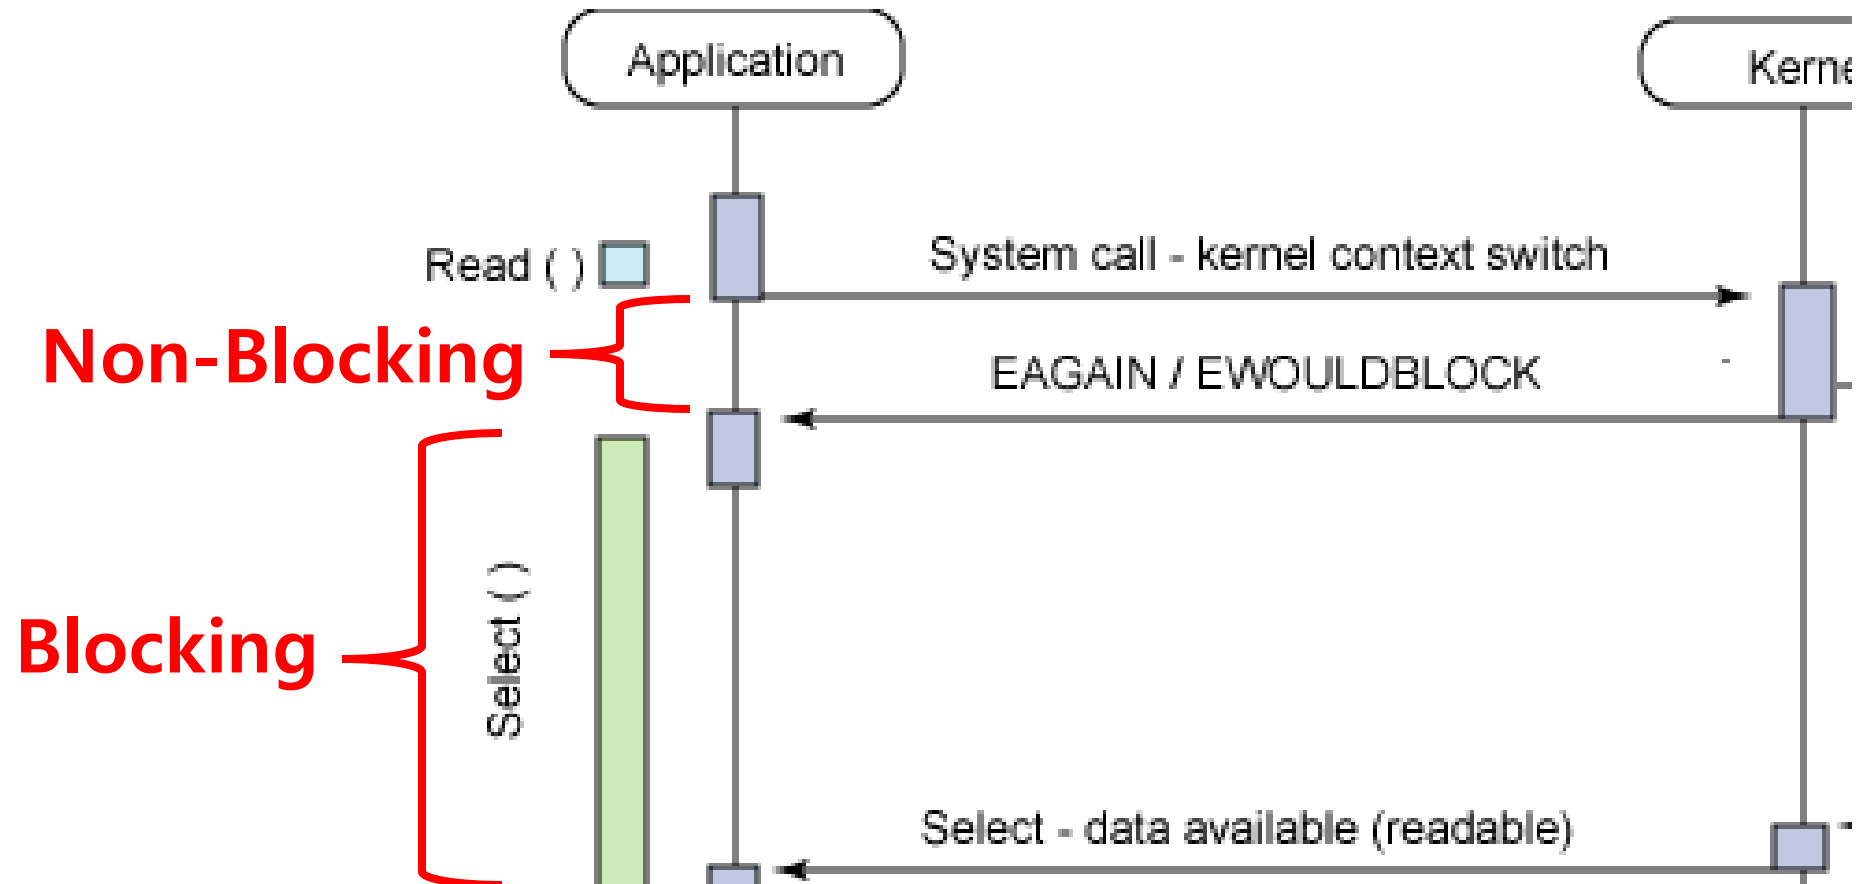 Application
Kerne
Read ( )
System call - kernel context switch
Non-Blocking
EAGAIN / EWOULDBLOCK
Select ( )
Blocking
Select - data available (readable)